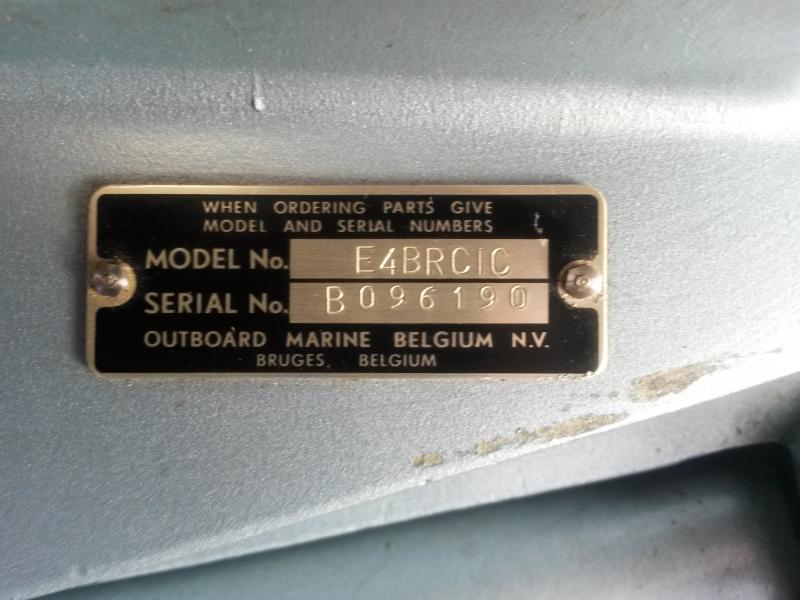 WHEN ORDERING PARTS GIVE
MODEL AND SERIAL NUMBERS
MODEL No. E4BRCIC
SERIAL No. B096190
OUTBOARD MARINE BELGIUM N.V.
BRUGES, BELGIUM